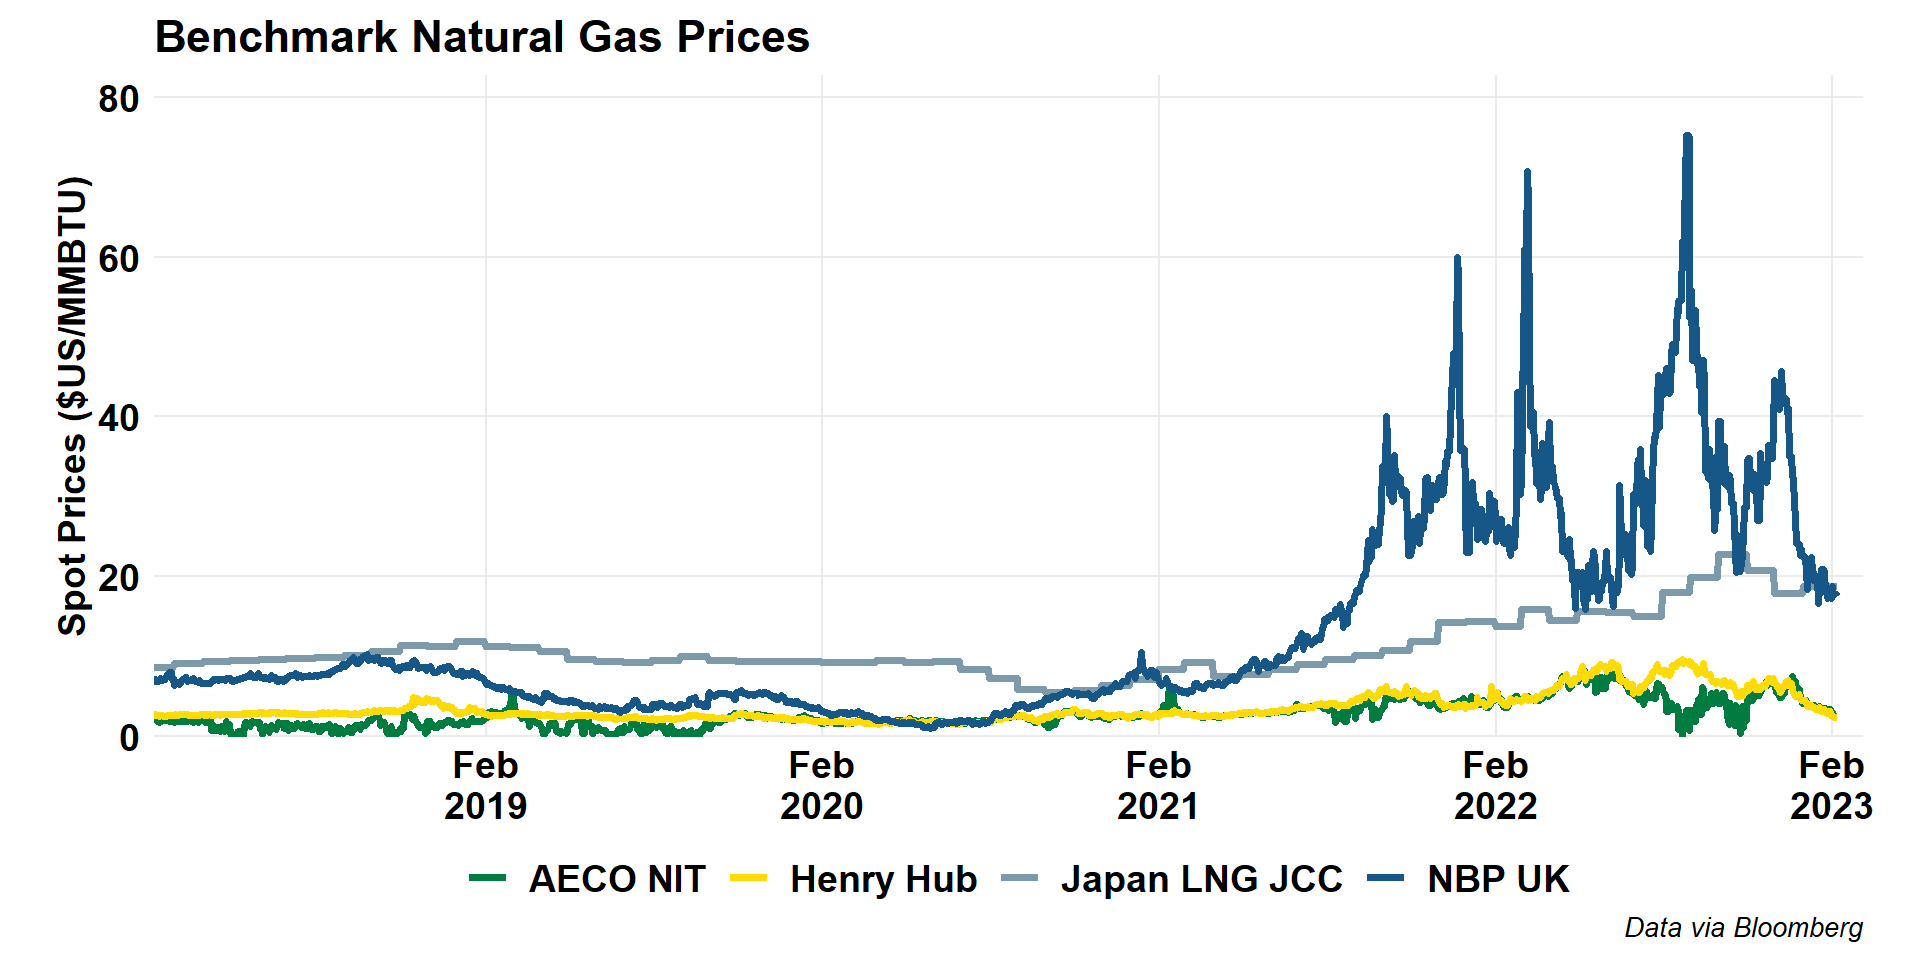 Benchmark Natural Gas Prices
Spot Prices ($US/MMBTU)
80
60
40
20
0
Feb 2019
Feb 2020
Feb 2021
Feb 2022
Feb 2023
AECO NIT
Henry Hub
Japan LNG JCC
NBP UK
Data via Bloomberg